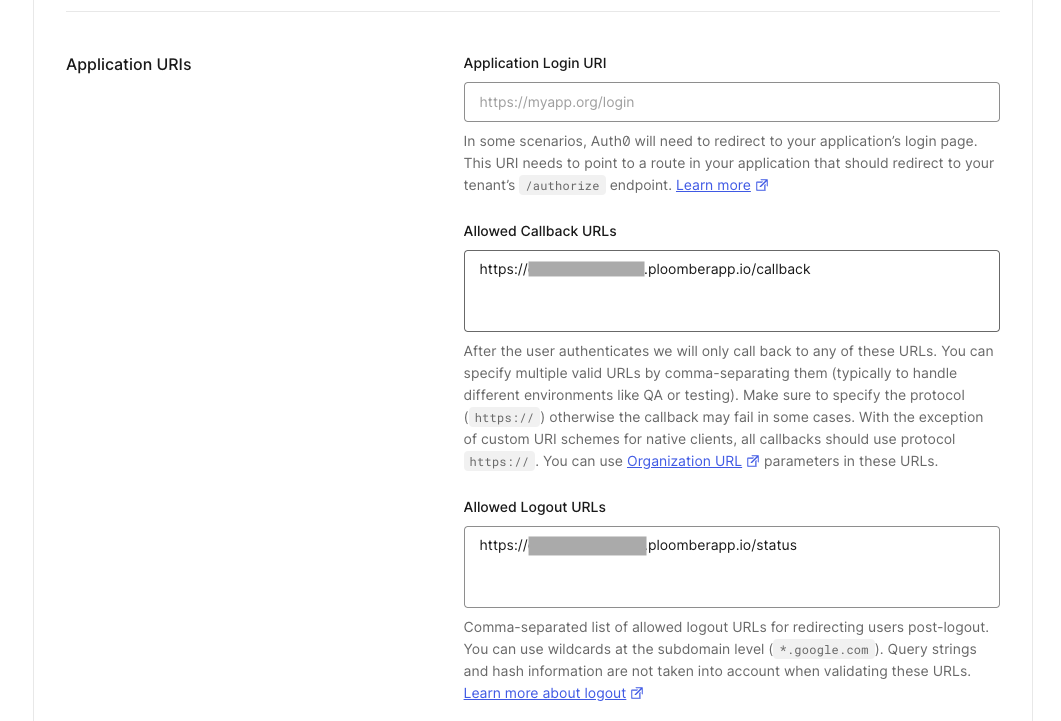 Application URIs
Application Login URI
https://myapp.org/login
In some scenarios, Auth0 will need to redirect to your application’s login page.
This URI needs to point to a route in your application that should redirect to your
tenant’s /authorize endpoint. Learn more
Allowed Callback URLs
https://.ploomberapp.io/callback
After the user authenticates we will only call back to any of these URLs. You can
specify multiple valid URLs by comma-separating them (typically to handle
different environments like QA or testing). Make sure to specify the protocol
( https:// ) otherwise the callback may fail in some cases. With the exception
of custom URI schemes for native clients, all callbacks should use protocol
https:// . You can use Organization URL parameters in these URLs.
Allowed Logout URLs
https://ploomberapp.io/status
Comma-separated list of allowed logout URLs for redirecting users post-logout.
You can use wildcards at the subdomain level ( *.google.com ). Query strings
and hash information are not taken into account when validating these URLs.
Learn more about logout